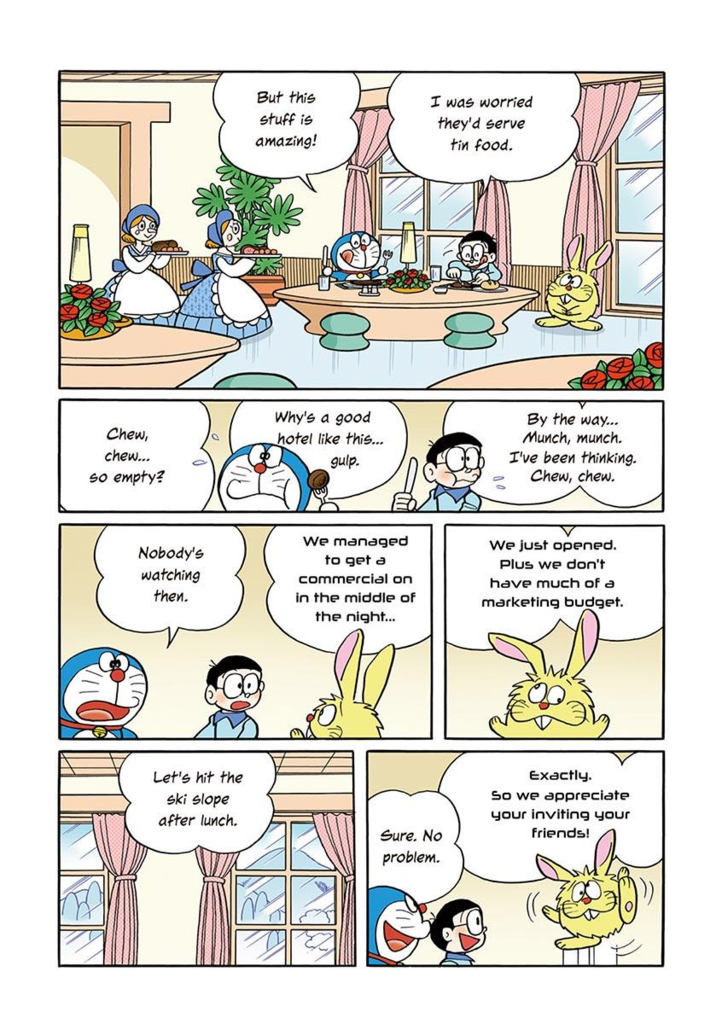 I was worried
they'd serve
tin food.
But this
stuff is
amazing!
By the way...
Munch, munch.
I've been thinking.
Chew, chew.
Why's a good
hotel like this...
gulp.
Chew,
chew...
so empty?
We just opened.
Plus we don't
have much of a
marketing budget.
We managed
to get a
commercial on
in the middle of
the night...
Nobody's
watching
then.
Exactly.
So we appreciate
your inviting your
friends!
Sure. No
problem.
Let's hit the
ski slope
after lunch.